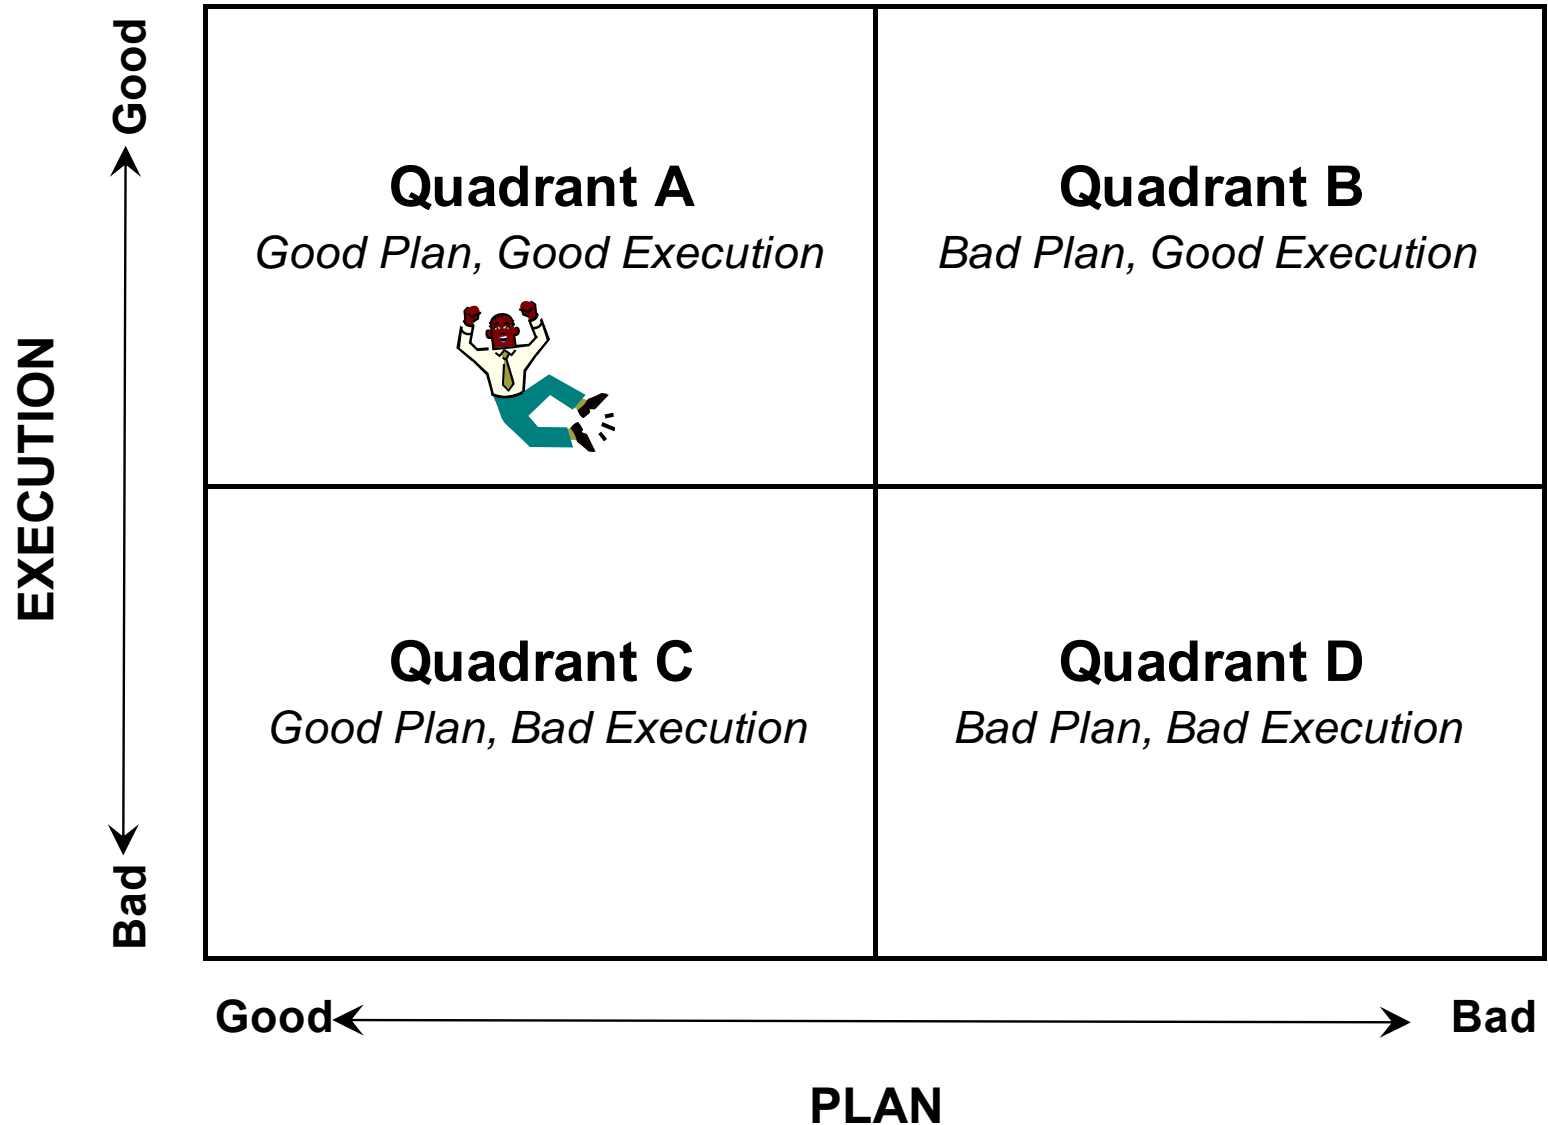 Good
Quadrant A
Good Plan, Good Execution
Quadrant B
Bad Plan, Good Execution
EXECUTION
Quadrant C
Good Plan, Bad Execution
Quadrant D
Bad Plan, Bad Execution
Bad
Good
Bad
PLAN